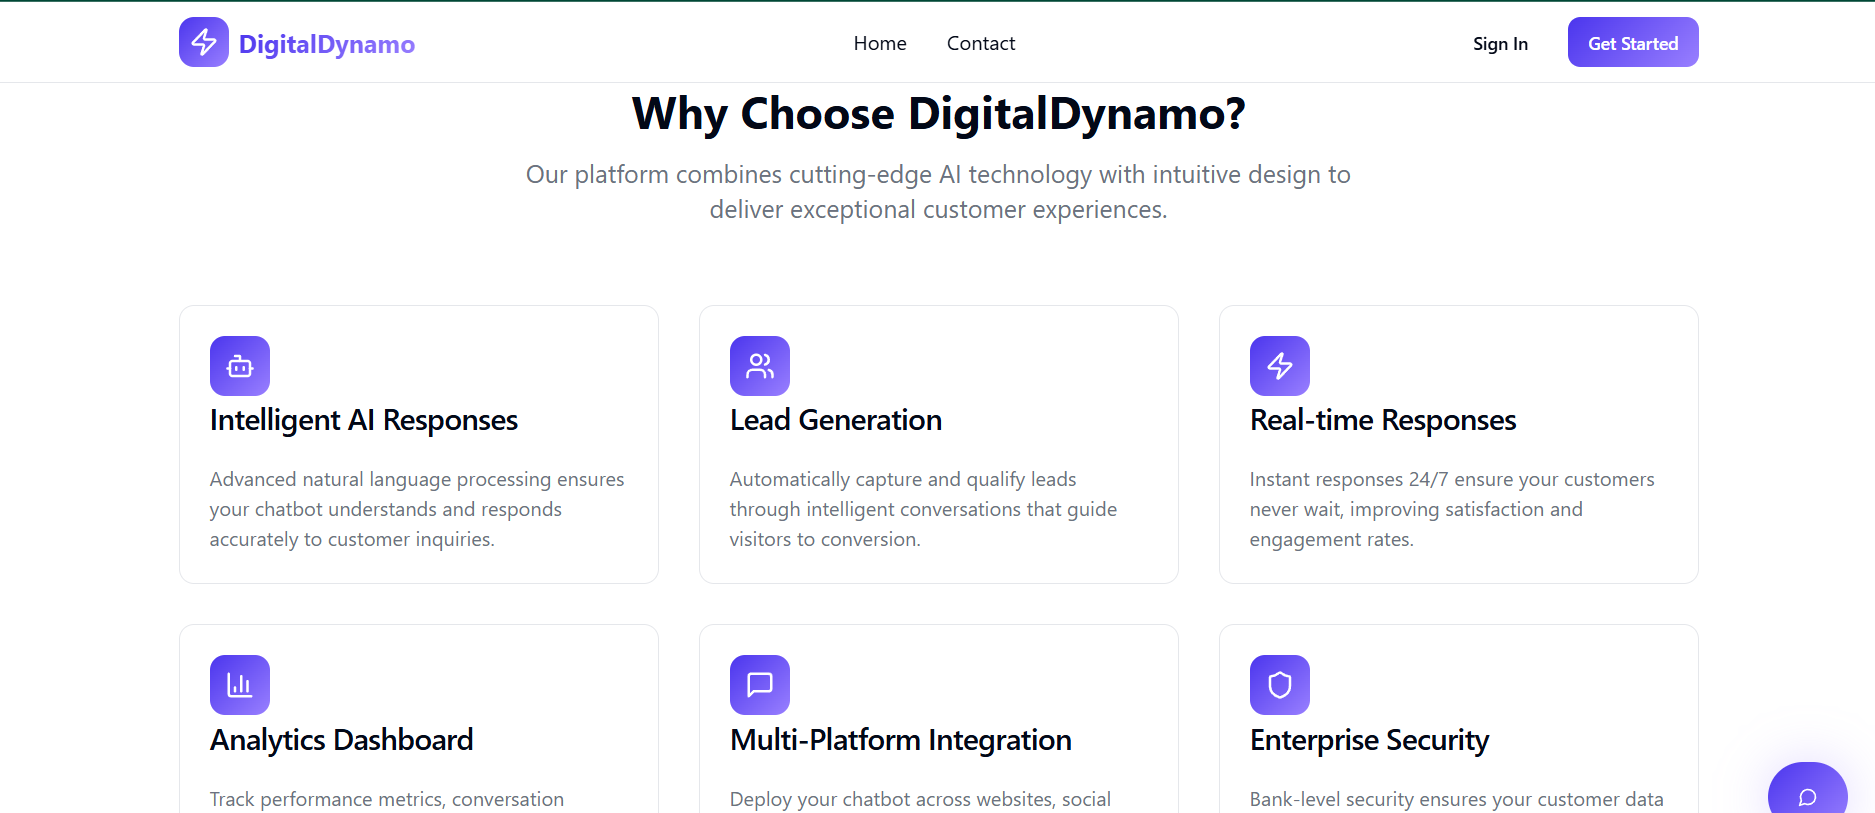 DigitalDynamo
Home
Contact
Sign In
Get Started
Why Choose DigitalDynamo?
Our platform combines cutting-edge AI technology with intuitive design to
deliver exceptional customer experiences.
Intelligent AI Responses
Advanced natural language processing ensures
your chatbot understands and responds
accurately to customer inquiries.
Lead Generation
Automatically capture and qualify leads
through intelligent conversations that guide
visitors to conversion.
Real-time Responses
Instant responses 24/7 ensure your customers
never wait, improving satisfaction and
engagement rates.
Analytics Dashboard
Track performance metrics, conversation
Multi-Platform Integration
Deploy your chatbot across websites, social
Enterprise Security
Bank-level security ensures your customer data